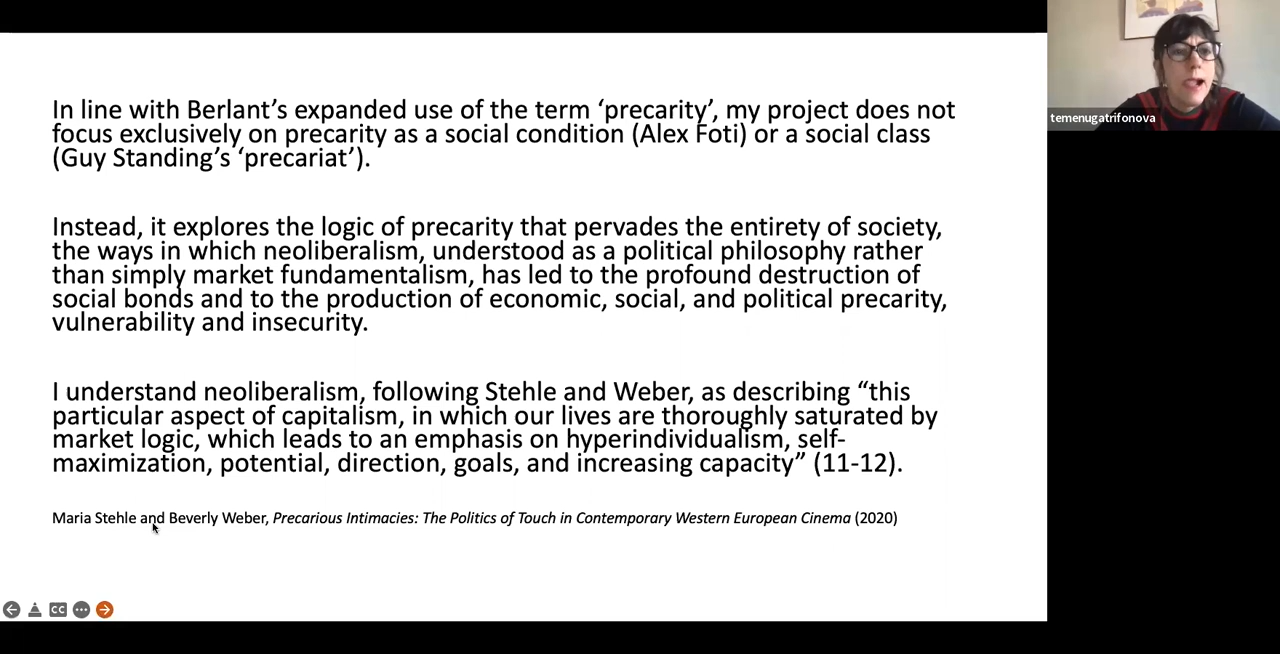 In line with Berlant's expanded use of the term 'precarity', my project does not
focus exclusively on precarity as a social condition (Alex Foti) or a social class
(Guy Standing's 'precariat').
Instead, it explores the logic of precarity that pervades the entirety of society,
the ways in which neoliberalism, understood as a political philosophy rather
than simply market fundamentalism, has led to the profound destruction of
social bonds and to the production of economic, social, and political precarity,
vulnerability and insecurity.
I understand neoliberalism, following Stehle and Weber, as describing “this
particular aspect of capitalism, in which our lives are thoroughly saturated by
market logic, which leads to an emphasis on hyperindividualism, self-
maximization, potential, direction, goals, and increasing capacity” (11-12).
Maria Stehle and Beverly Weber, Precarious Intimacies: The Politics of Touch in Contemporary Western European Cinema (2020)
CC
temenugatrifonova